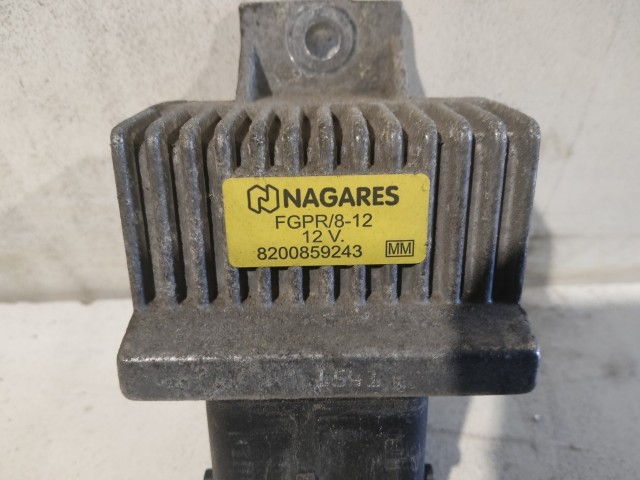 NAGARES
FGPR/8-12
12 V.
8200859243 MM